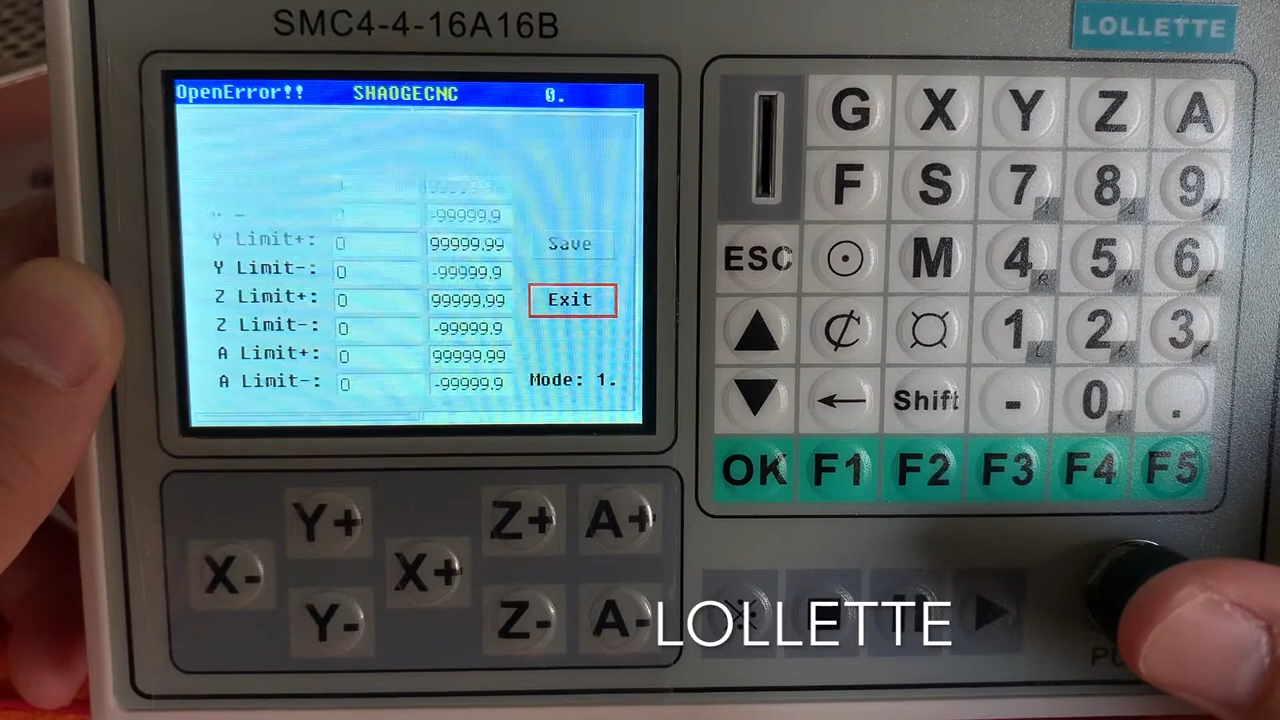 SMC4-4-16A16B
LOLLETTE
OpenError!! SHAOGECNC 0.
-99999.9
Y Limit+: 0 99999.99 Save
Y Limit-: 0 -99999.9
Z Limit+: 0 99999.99 Exit
Z Limit-: 0 -99999.9
A Limit+: 0 99999.99
A Limit-: 0 -99999.9 Mode: 1.
G X Y Z A
F S 7 8 9
ESC M 4 5 6
1 2 3
Shift - 0 .
OK F1 F2 F3 F4 F5
Y+ Z+ A+
X- X+
Y- Z- A-
LOLLETTE